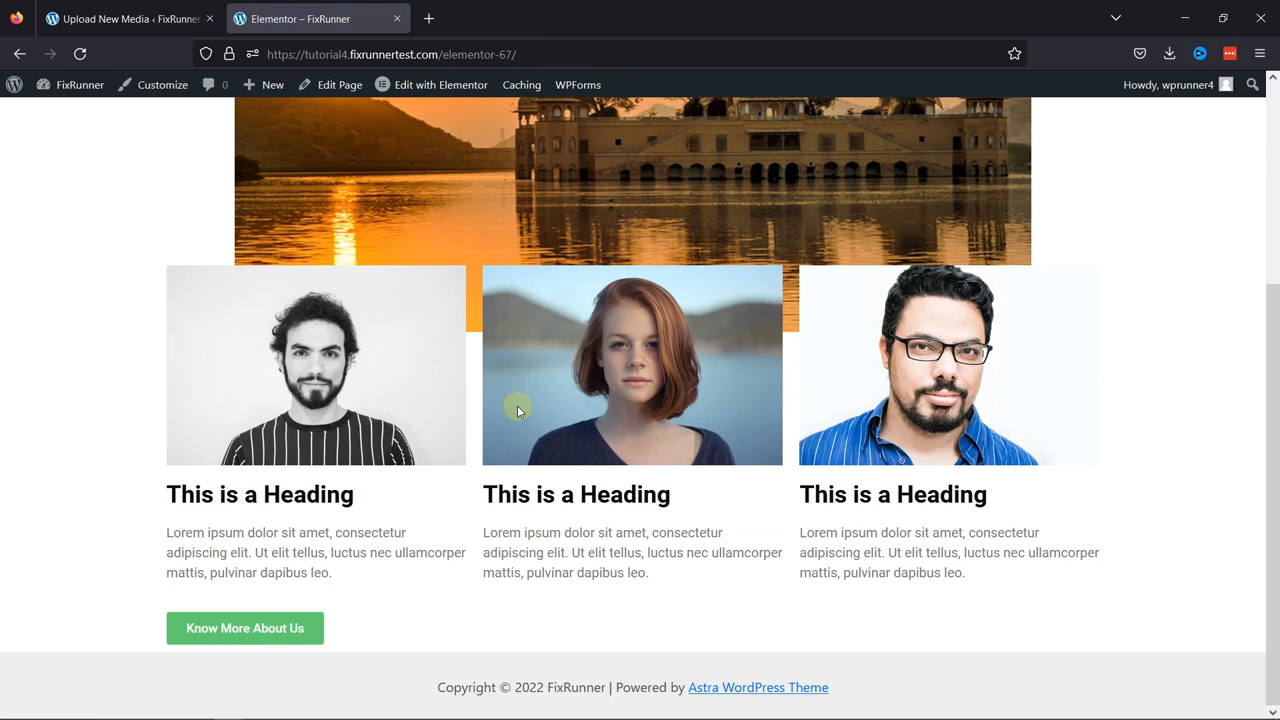 Upload New Media ‹ FixRunner
Elementor – FixRunner
https://tutorial4.fixrunnertest.com/elementor-67/
FixRunner
Customize
0
New
Edit Page
Edit with Elementor
Caching
WPForms
Howdy, wprunner4
This is a Heading
Lorem ipsum dolor sit amet, consectetur
adipiscing elit. Ut elit tellus, luctus nec ullamcorper
mattis, pulvinar dapibus leo.
This is a Heading
Lorem ipsum dolor sit amet, consectetur
adipiscing elit. Ut elit tellus, luctus nec ullamcorper
mattis, pulvinar dapibus leo.
This is a Heading
Lorem ipsum dolor sit amet, consectetur
adipiscing elit. Ut elit tellus, luctus nec ullamcorper
mattis, pulvinar dapibus leo.
Know More About Us
Copyright © 2022 FixRunner | Powered by Astra WordPress Theme